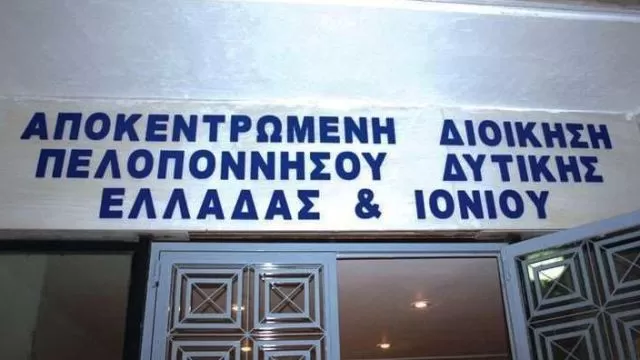 ΑΠΟΚΕΝΤΡΩΜΕΝΗ ΔΙΟΙΚΗΣΗ
ΠΕΛΟΠΟΝΝΗΣΟΥ ΔΥΤΙΚΗΣ
ΕΛΛΑΔΑΣ & ΙΟΝΙΟΥ